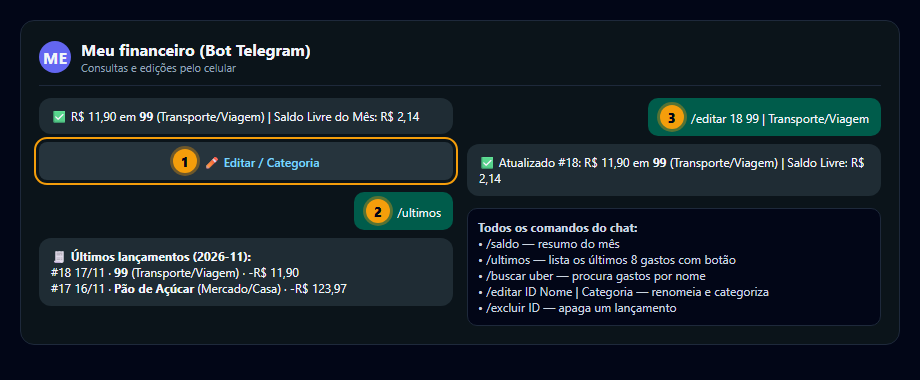 ME
Meu financeiro (Bot Telegram)
Consultas e edições pelo celular
✅ R$ 11,90 em 99 (Transporte/Viagem) | Saldo Livre do Mês: R$ 2,14
1 ✏️ Editar / Categoria
2 /ultimos
🧾 Últimos lançamentos (2026-11):
#18 17/11 · 99 (Transporte/Viagem) · -R$ 11,90
#17 16/11 · Pão de Açúcar (Mercado/Casa) · -R$ 123,97
3 /editar 18 99 | Transporte/Viagem
✅ Atualizado #18: R$ 11,90 em 99 (Transporte/Viagem) | Saldo Livre: R$
2,14
Todos os comandos do chat:
• /saldo — resumo do mês
• /ultimos — lista os últimos 8 gastos com botão
• /buscar uber — procura gastos por nome
• /editar ID Nome | Categoria — renomeia e categoriza
• /excluir ID — apaga um lançamento